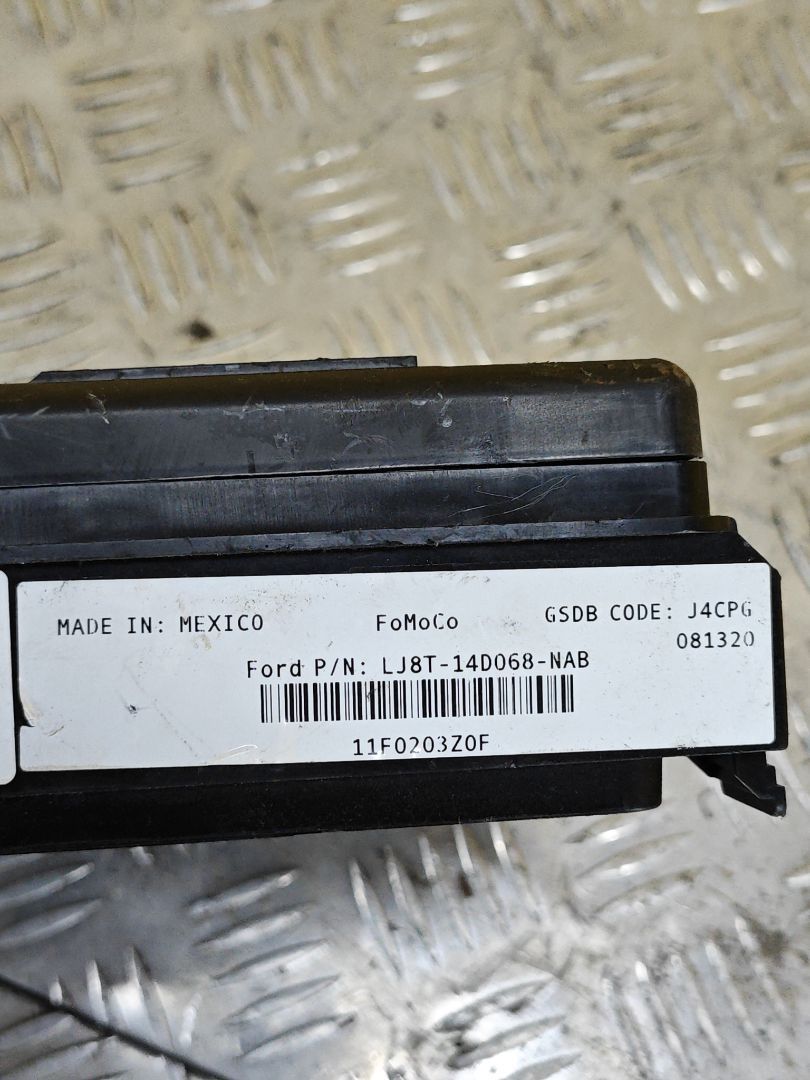 MADE IN: MEXICO FoMoCo GSDB CODE: J4CPG
081320
Ford P/N: LJ8T-14D068-NAB
11F0203Z0F